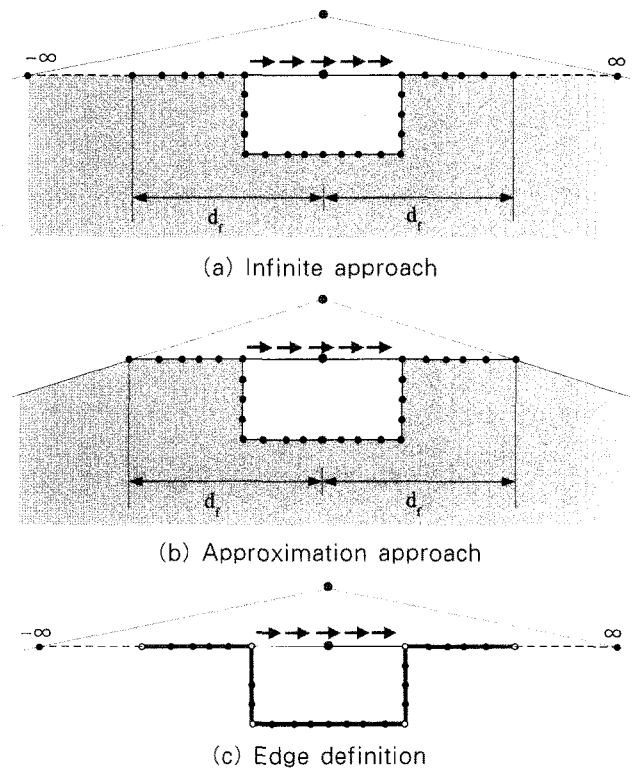 -∞ ∞
d_f d_f
(a) Infinite approach
d_f d_f
(b) Approximation approach
-∞ ∞
(c) Edge definition